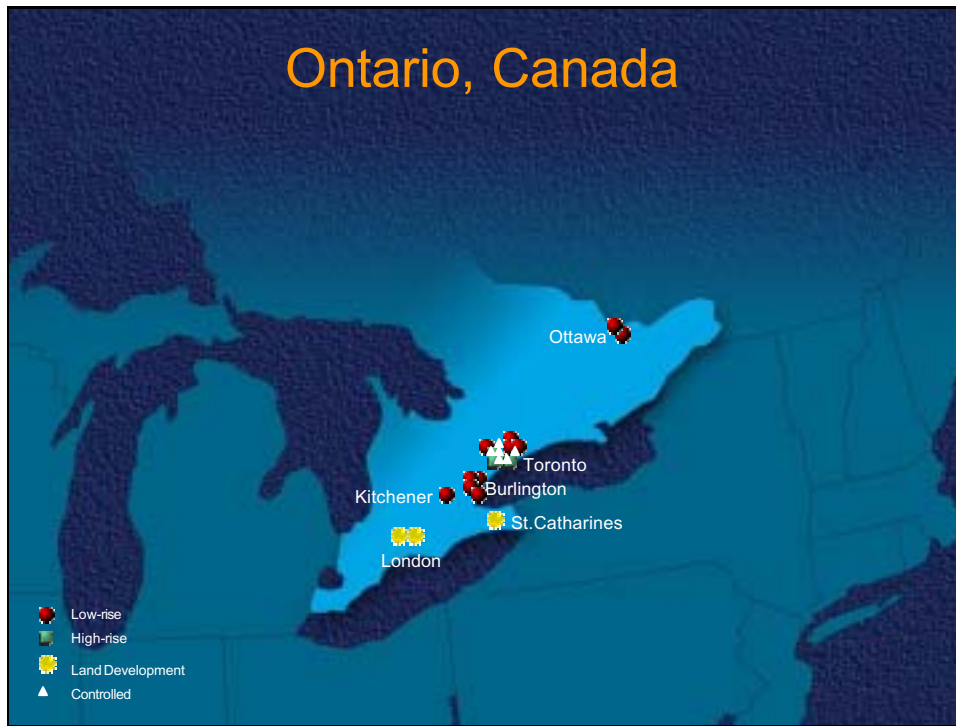 Ontario, Canada
Ottawa
Toronto
Burlington
Kitchener
St.Catharines
London
Low-rise
High-rise
Land Development
Controlled